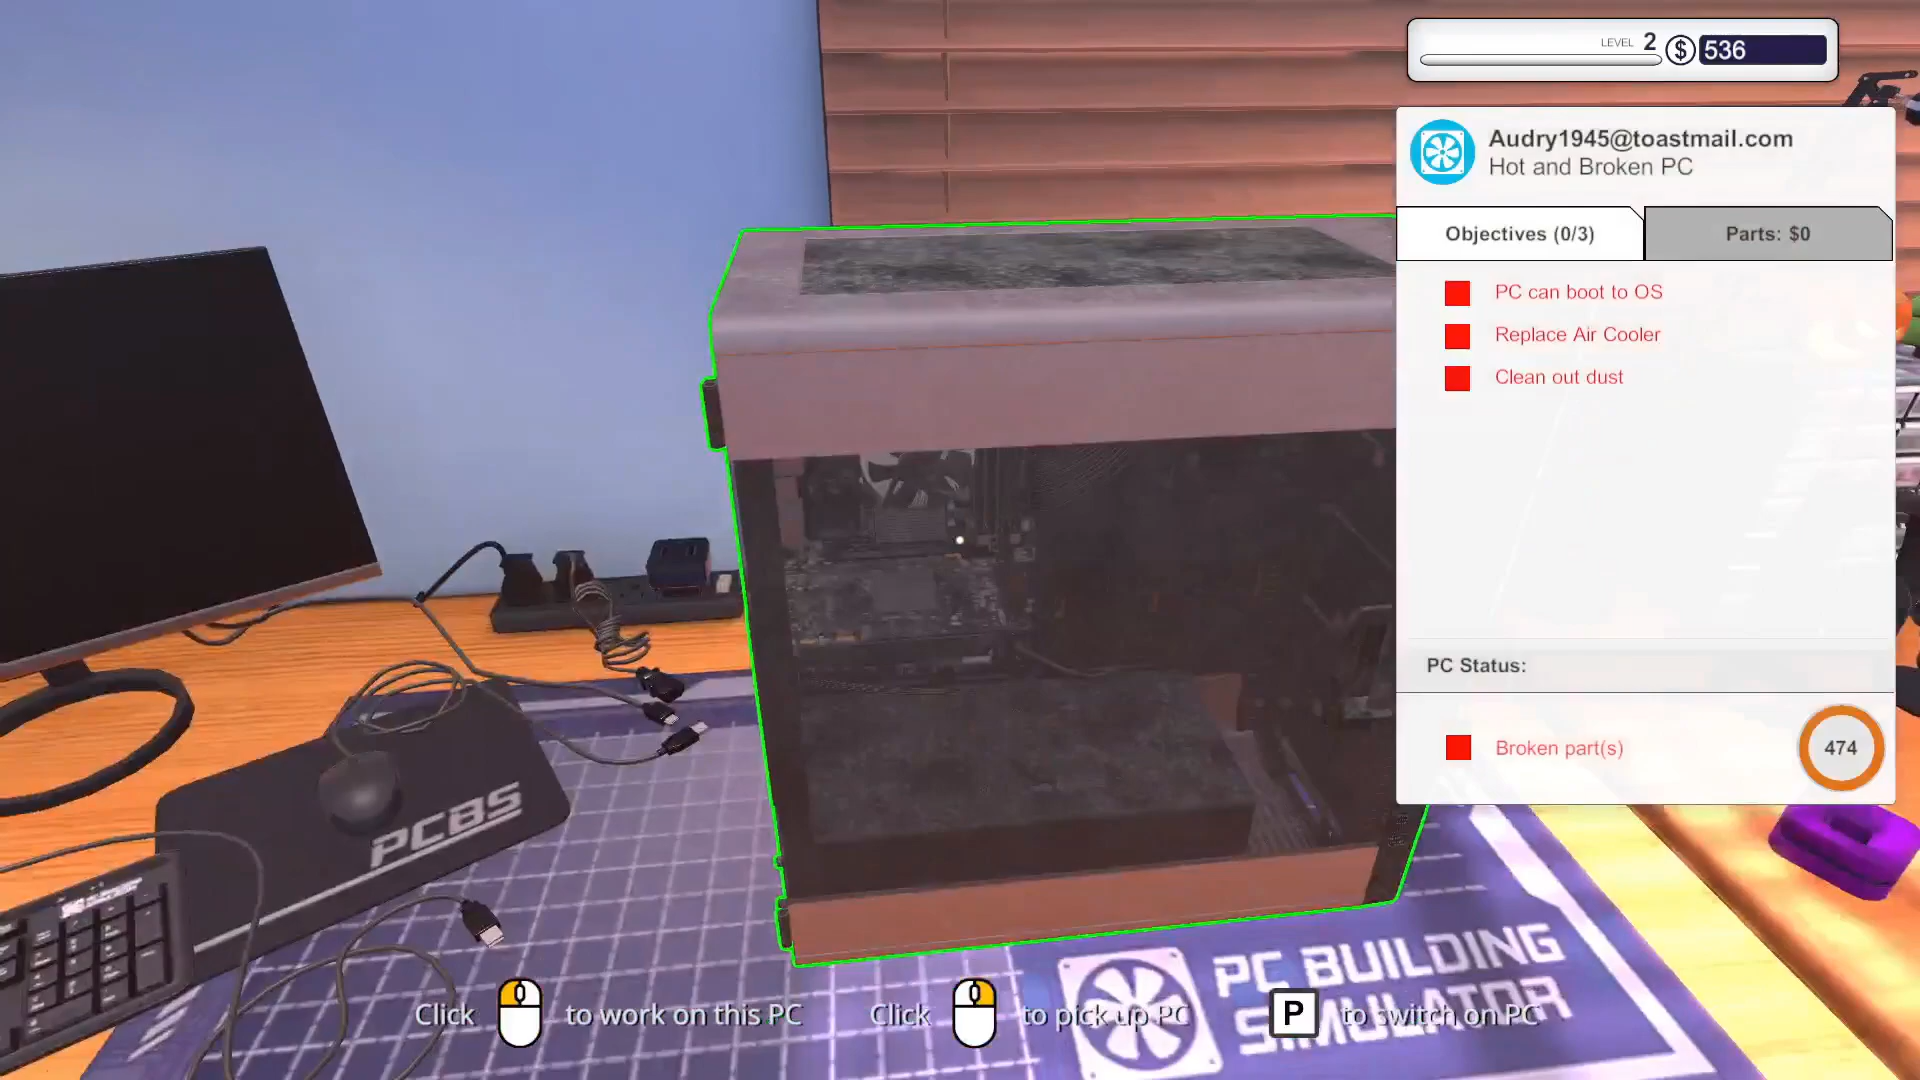 LEVEL 2 $ 536
Audry1945@toastmail.com
Hot and Broken PC
Objectives (0/3)
Parts: $0
PC can boot to OS
Replace Air Cooler
Clean out dust
PC Status:
Broken part(s)
474
PCBS
PC BUILDING
SIMULATOR
Click to work on this PC
Click to pick up PC
P to switch on PC